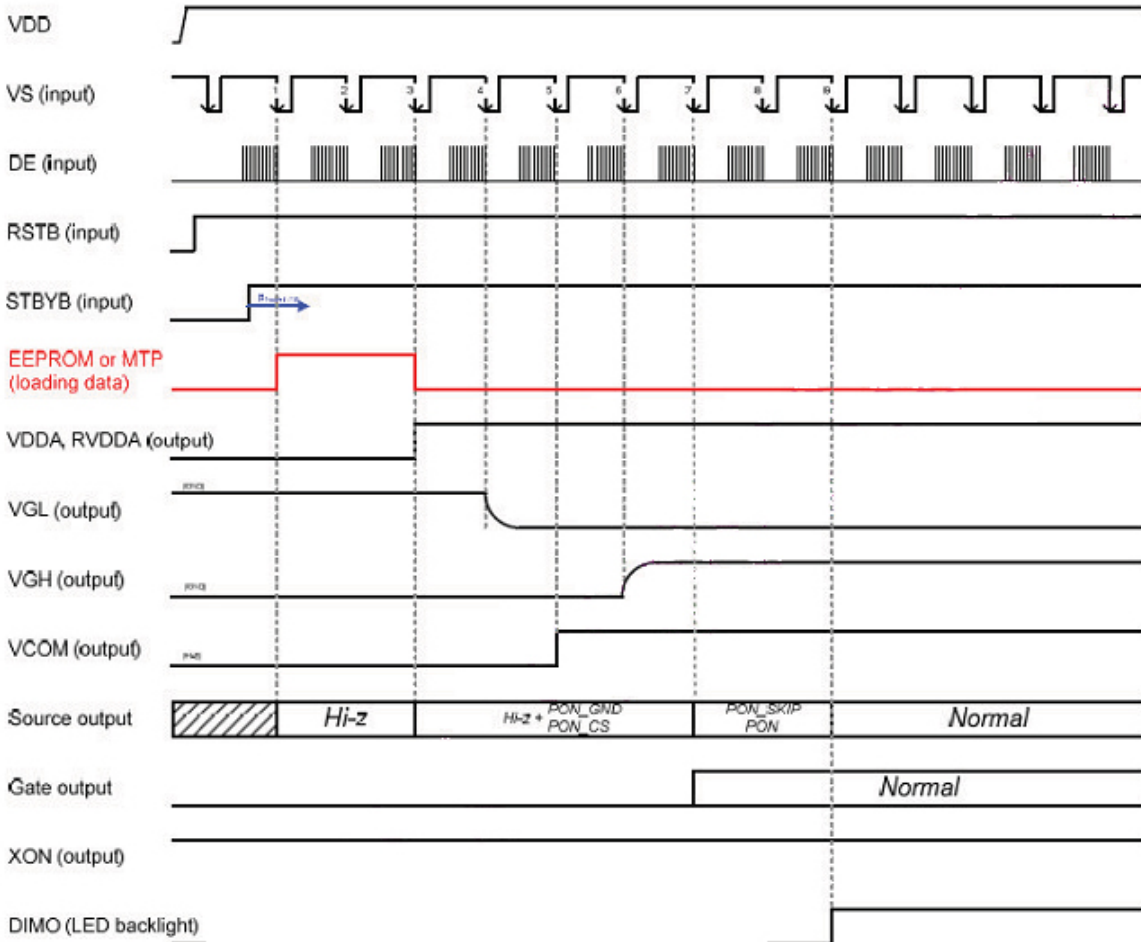 VDD
VS (input)
1 2 3 4 5 6 7 8 9
DE (input)
RSTB (input)
STBYB (input)
EEPROM or MTP
(loading data)
VDDA, RVDDA (output)
VGL (output)
VGH (output)
VCOM (output)
Source output
Hi-z
Hi-z + PON_GND
PON_CS
PON_SKIP
PON
Normal
Gate output
Normal
XON (output)
DIMO (LED backlight)